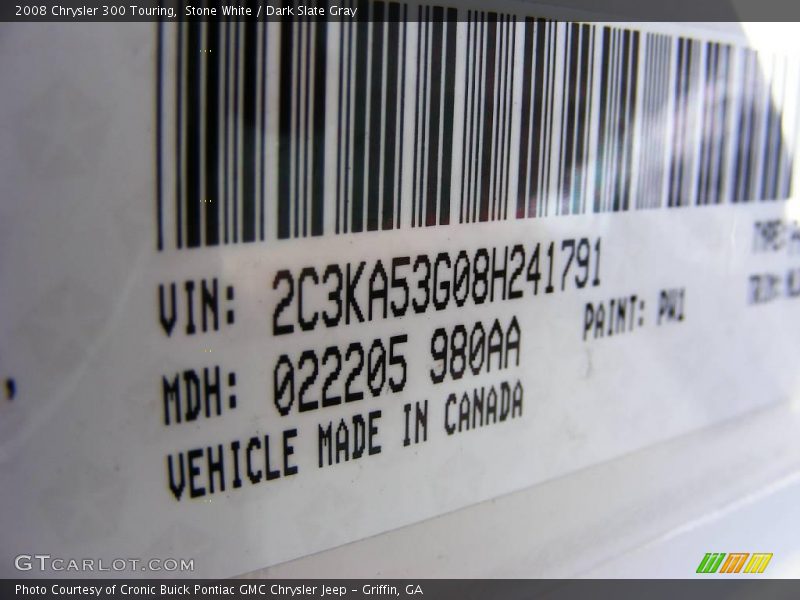 2008 Chrysler 300 Touring, Stone White / Dark Slate Gray
VIN: 2C3KA53G08H241791
MDH: 022205 980AA
PAINT: PW1
VEHICLE MADE IN CANADA
GTCARLOT.COM
Photo Courtesy of Cronic Buick Pontiac GMC Chrysler Jeep - Griffin, GA